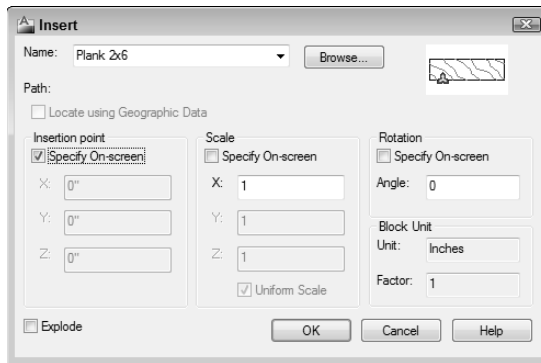 Insert
Name:
Plank 2x6
Browse...
Path:
Locate using Geographic Data
Insertion point
Specify On-screen
X:
0"
Y:
0"
Z:
0"
Scale
Specify On-screen
X:
1
Y:
1
Z:
1
Uniform Scale
Rotation
Specify On-screen
Angle:
0
Block Unit
Unit:
Inches
Factor:
1
Explode
OK
Cancel
Help